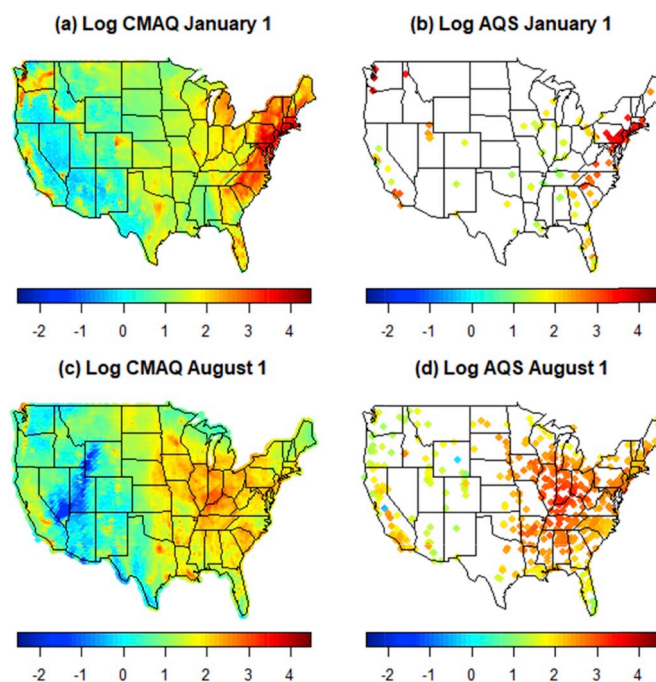 (a) Log CMAQ January 1
(b) Log AQS January 1
-2 -1 0 1 2 3 4
-2 -1 0 1 2 3 4
(c) Log CMAQ August 1
(d) Log AQS August 1
-2 -1 0 1 2 3 4
-2 -1 0 1 2 3 4